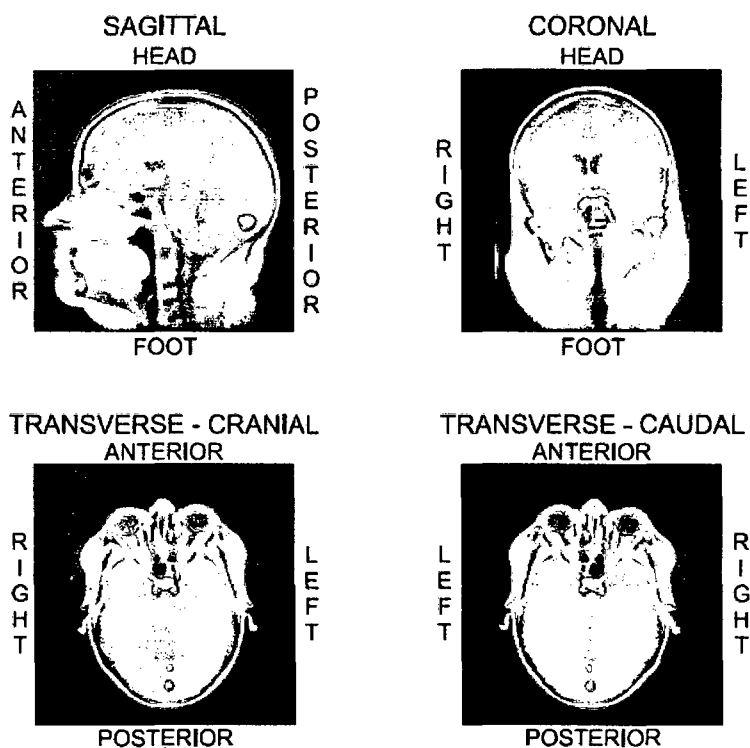 SAGITTAL
HEAD
ANTERIOR
POSTERIOR
FOOT
CORONAL
HEAD
RIGHT
LEFT
FOOT
TRANSVERSE - CRANIAL
ANTERIOR
RIGHT
LEFT
POSTERIOR
TRANSVERSE - CAUDAL
ANTERIOR
LEFT
RIGHT
POSTERIOR